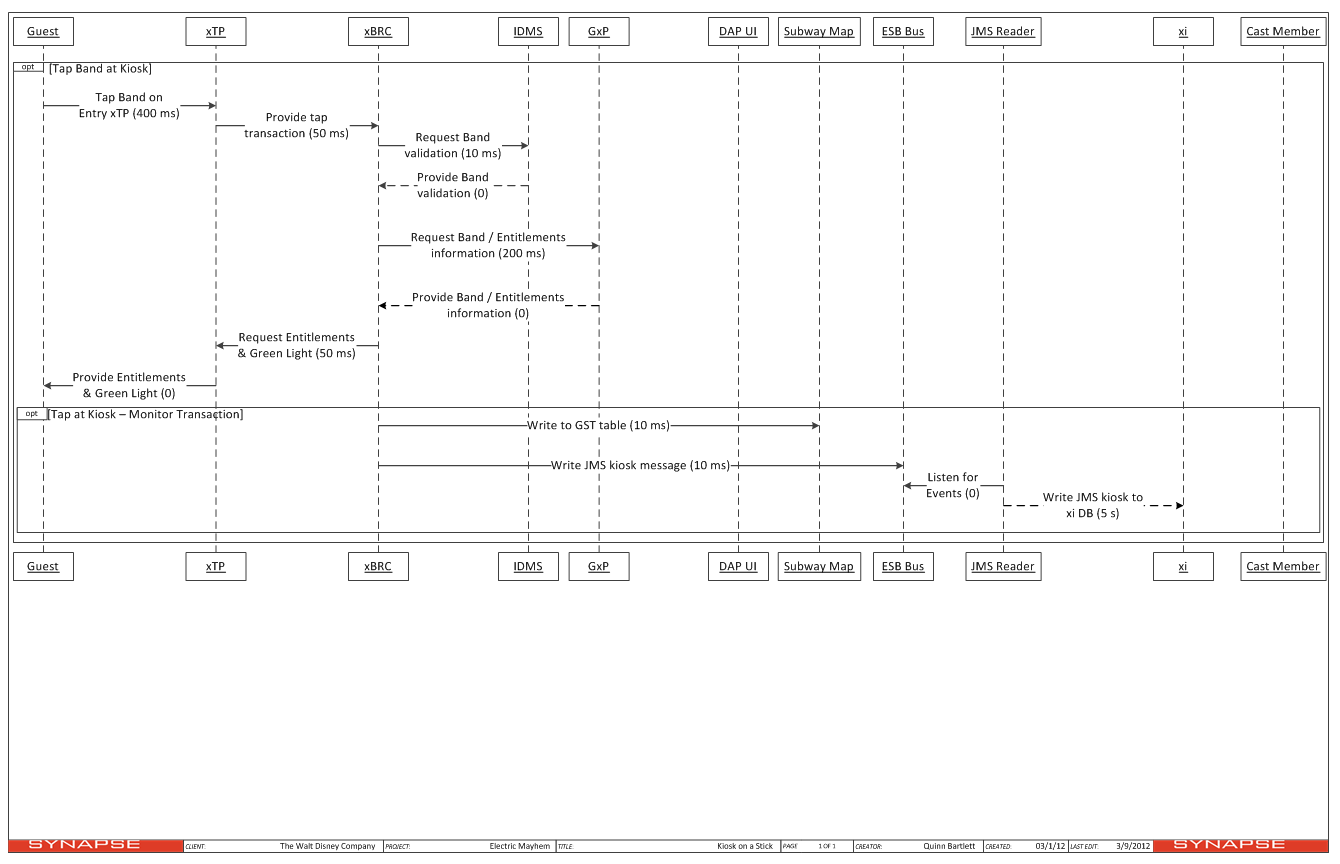 Guest xTP xBRC IDMS GxP DAP UI Subway Map ESB Bus JMS Reader xi Cast Member
opt [Tap Band at Kiosk]
Tap Band on
Entry xTP (400 ms)
Provide tap
transaction (50 ms)
Request Band
validation (10 ms)
Provide Band
validation (0)
Request Band / Entitlements
information (200 ms)
Provide Band / Entitlements
information (0)
Request Entitlements
& Green Light (50 ms)
Provide Entitlements
& Green Light (0)
opt [Tap at Kiosk – Monitor Transaction]
Write to GST table (10 ms)
Write JMS kiosk message (10 ms)
Listen for
Events (0)
Write JMS kiosk to
xi DB (5 s)
Guest xTP xBRC IDMS GxP DAP UI Subway Map ESB Bus JMS Reader xi Cast Member
SYNAPSE CLIENT: The Walt Disney Company PROJECT: Electric Mayhem TITLE: Kiosk on a Stick PAGE 1 OF 1 CREATOR: Quinn Bartlett CREATED: 03/1/12 LAST EDIT: 3/9/2012 SYNAPSE